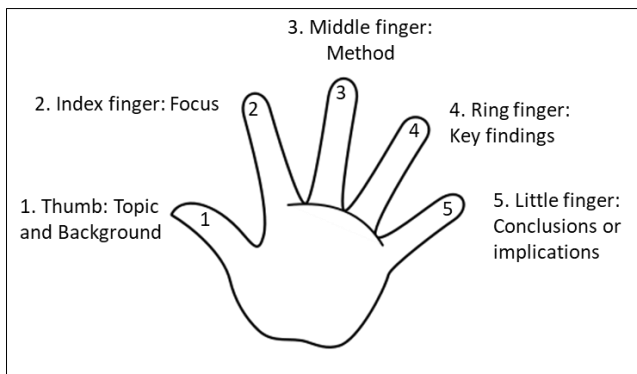 3. Middle finger:
Method
2. Index finger: Focus
4. Ring finger:
Key findings
1. Thumb: Topic
and Background
5. Little finger:
Conclusions or
implications
1
2
3
4
5